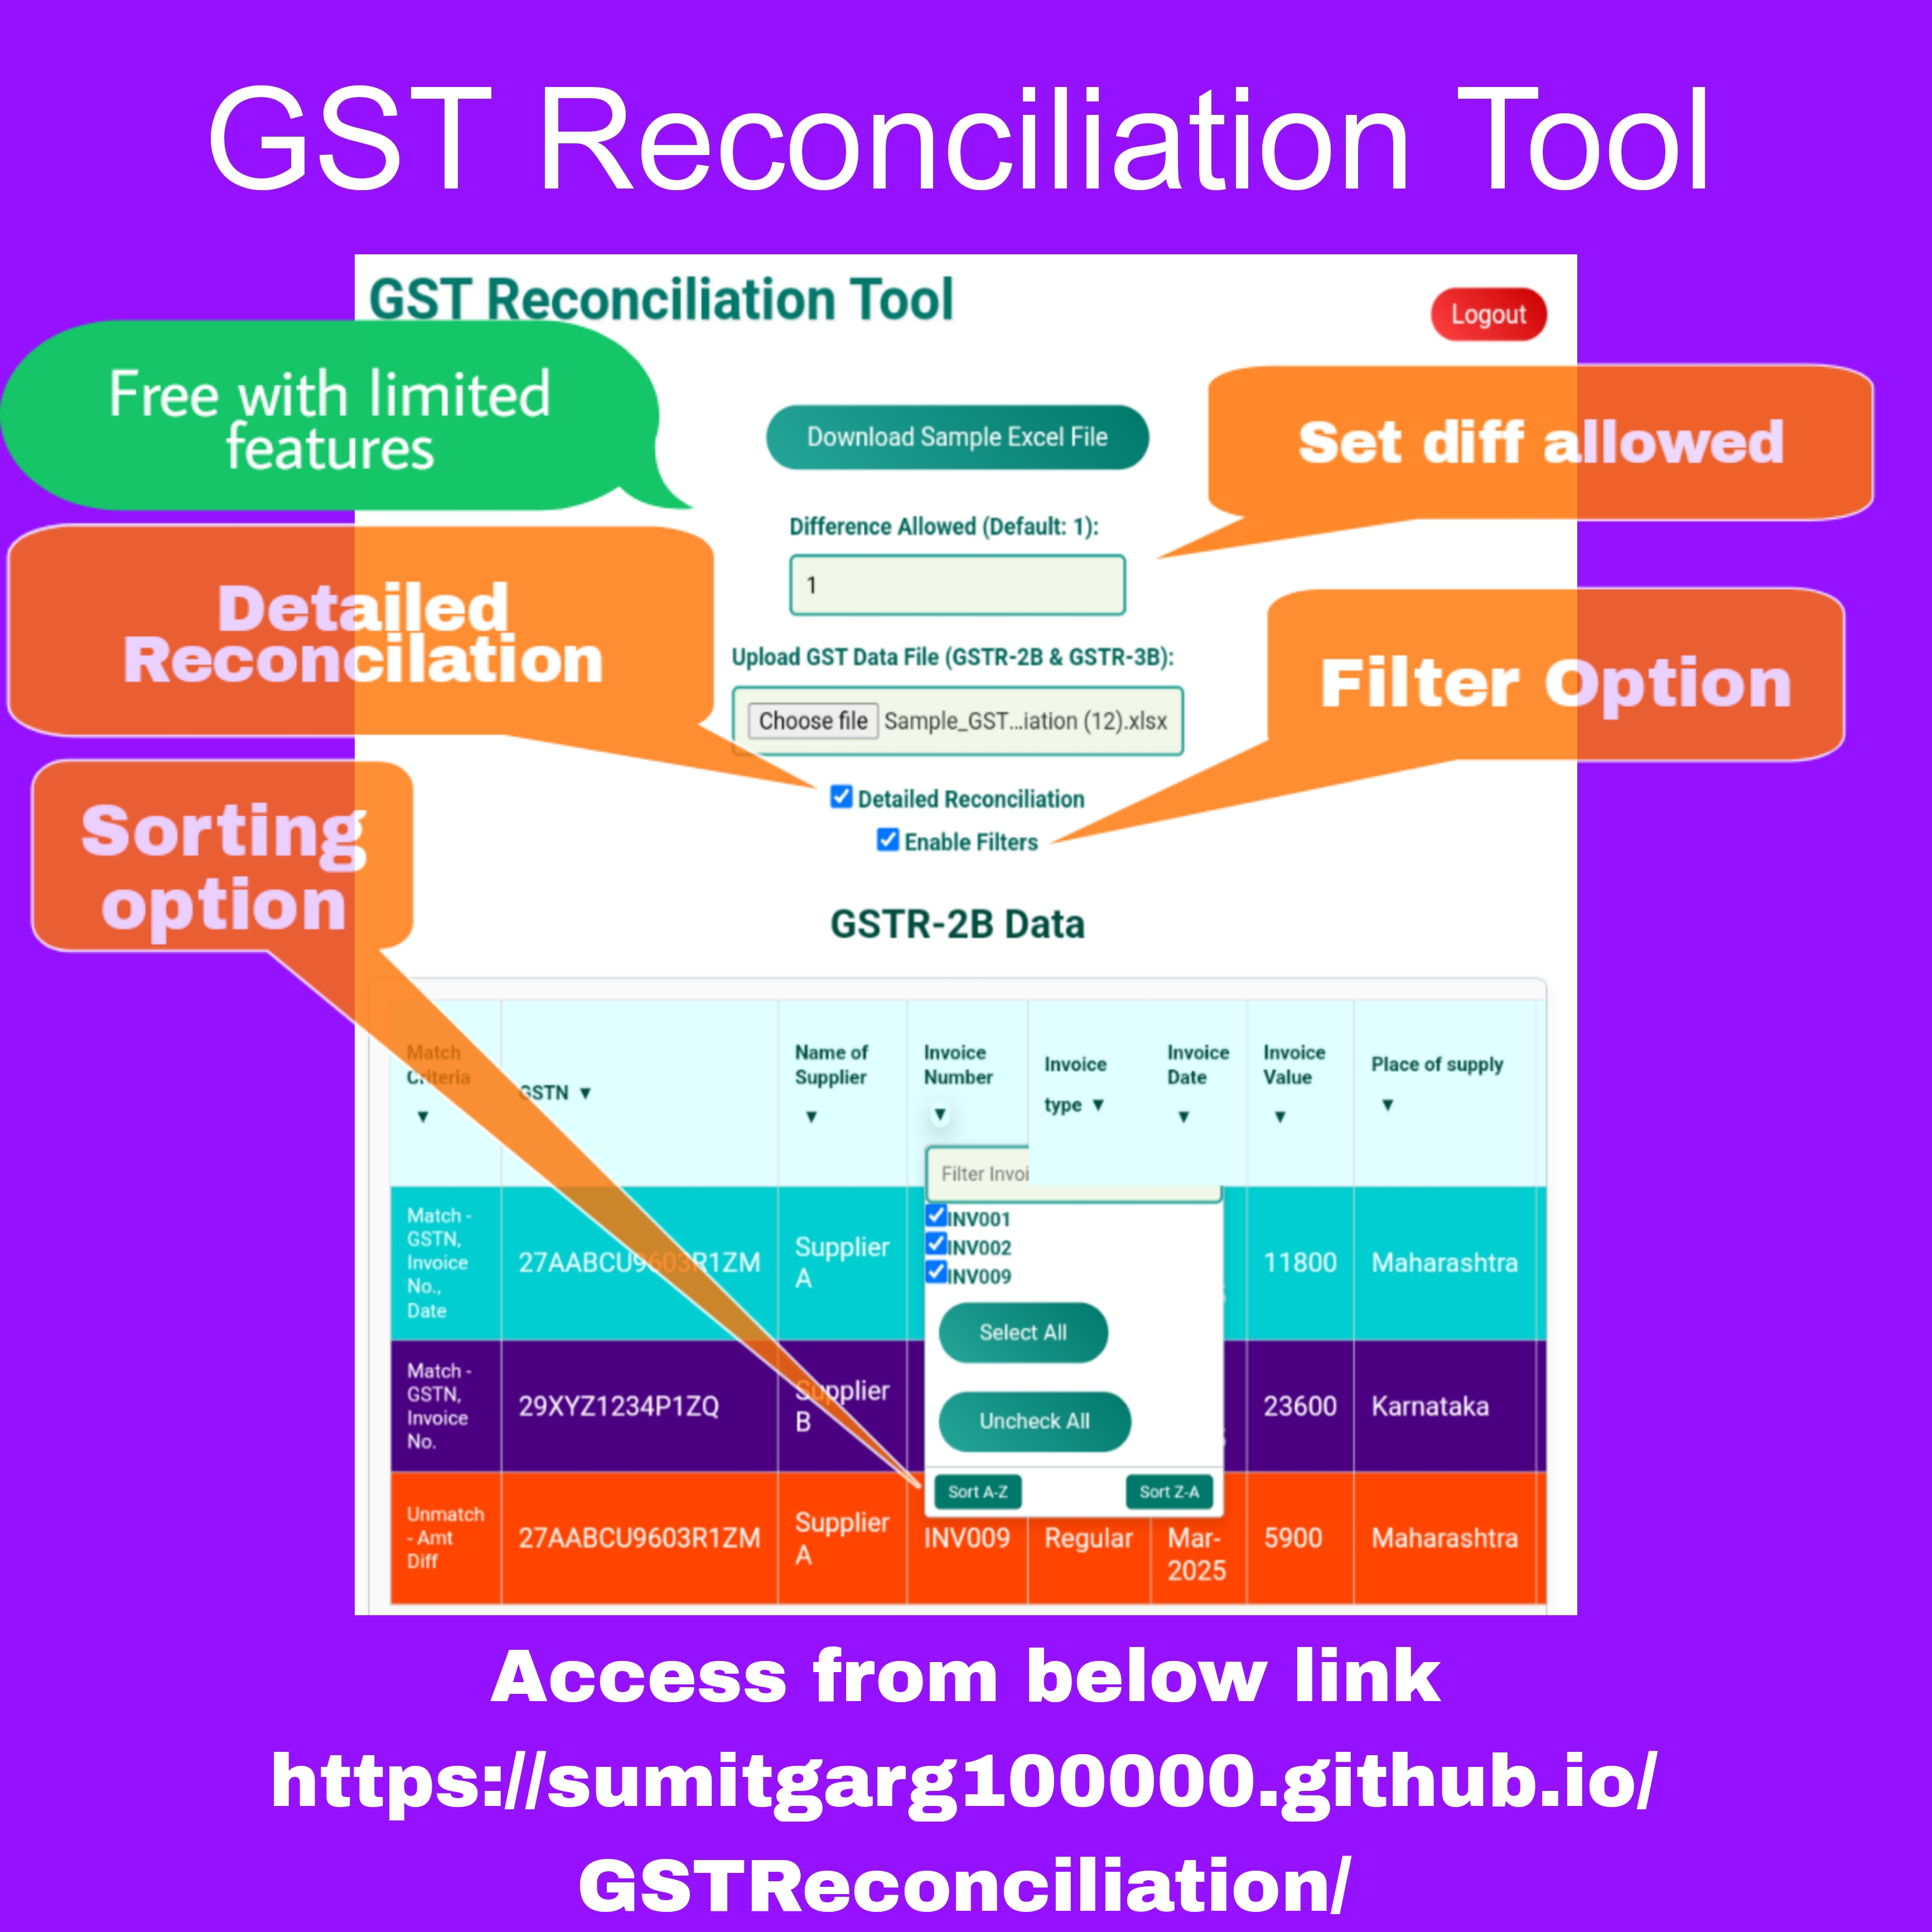 GST Reconciliation Tool
GST Reconciliation Tool
Logout
Free with limited
features
Download Sample Excel File
Set diff allowed
Difference Allowed (Default: 1):
1
Detailed
Reconcilation
Filter Option
Upload GST Data File (GSTR-2B & GSTR-3B):
Choose file Sample_GST...iation (12).xlsx
Detailed Reconciliation
Enable Filters
Sorting
option
GSTR-2B Data
Match
Criteria
▼
GSTN ▼
Name of
Supplier
▼
Invoice
Number
▼
Invoice
type ▼
Invoice
Date
▼
Invoice
Value
▼
Place of supply
▼
Filter Invoi
INV001
INV002
INV009
Select All
Uncheck All
Sort A-Z
Sort Z-A
Match -
GSTN,
Invoice
No.,
Date
27AABCU9603R1ZM
Supplier
A
11800
Maharashtra
Match -
GSTN,
Invoice
No.
29XYZ1234P1ZQ
Supplier
B
23600
Karnataka
Unmatch
- Amt
Diff
27AABCU9603R1ZM
Supplier
A
INV009
Regular
Mar-
2025
5900
Maharashtra
Access from below link
https://sumitgarg100000.github.io/
GSTReconciliation/